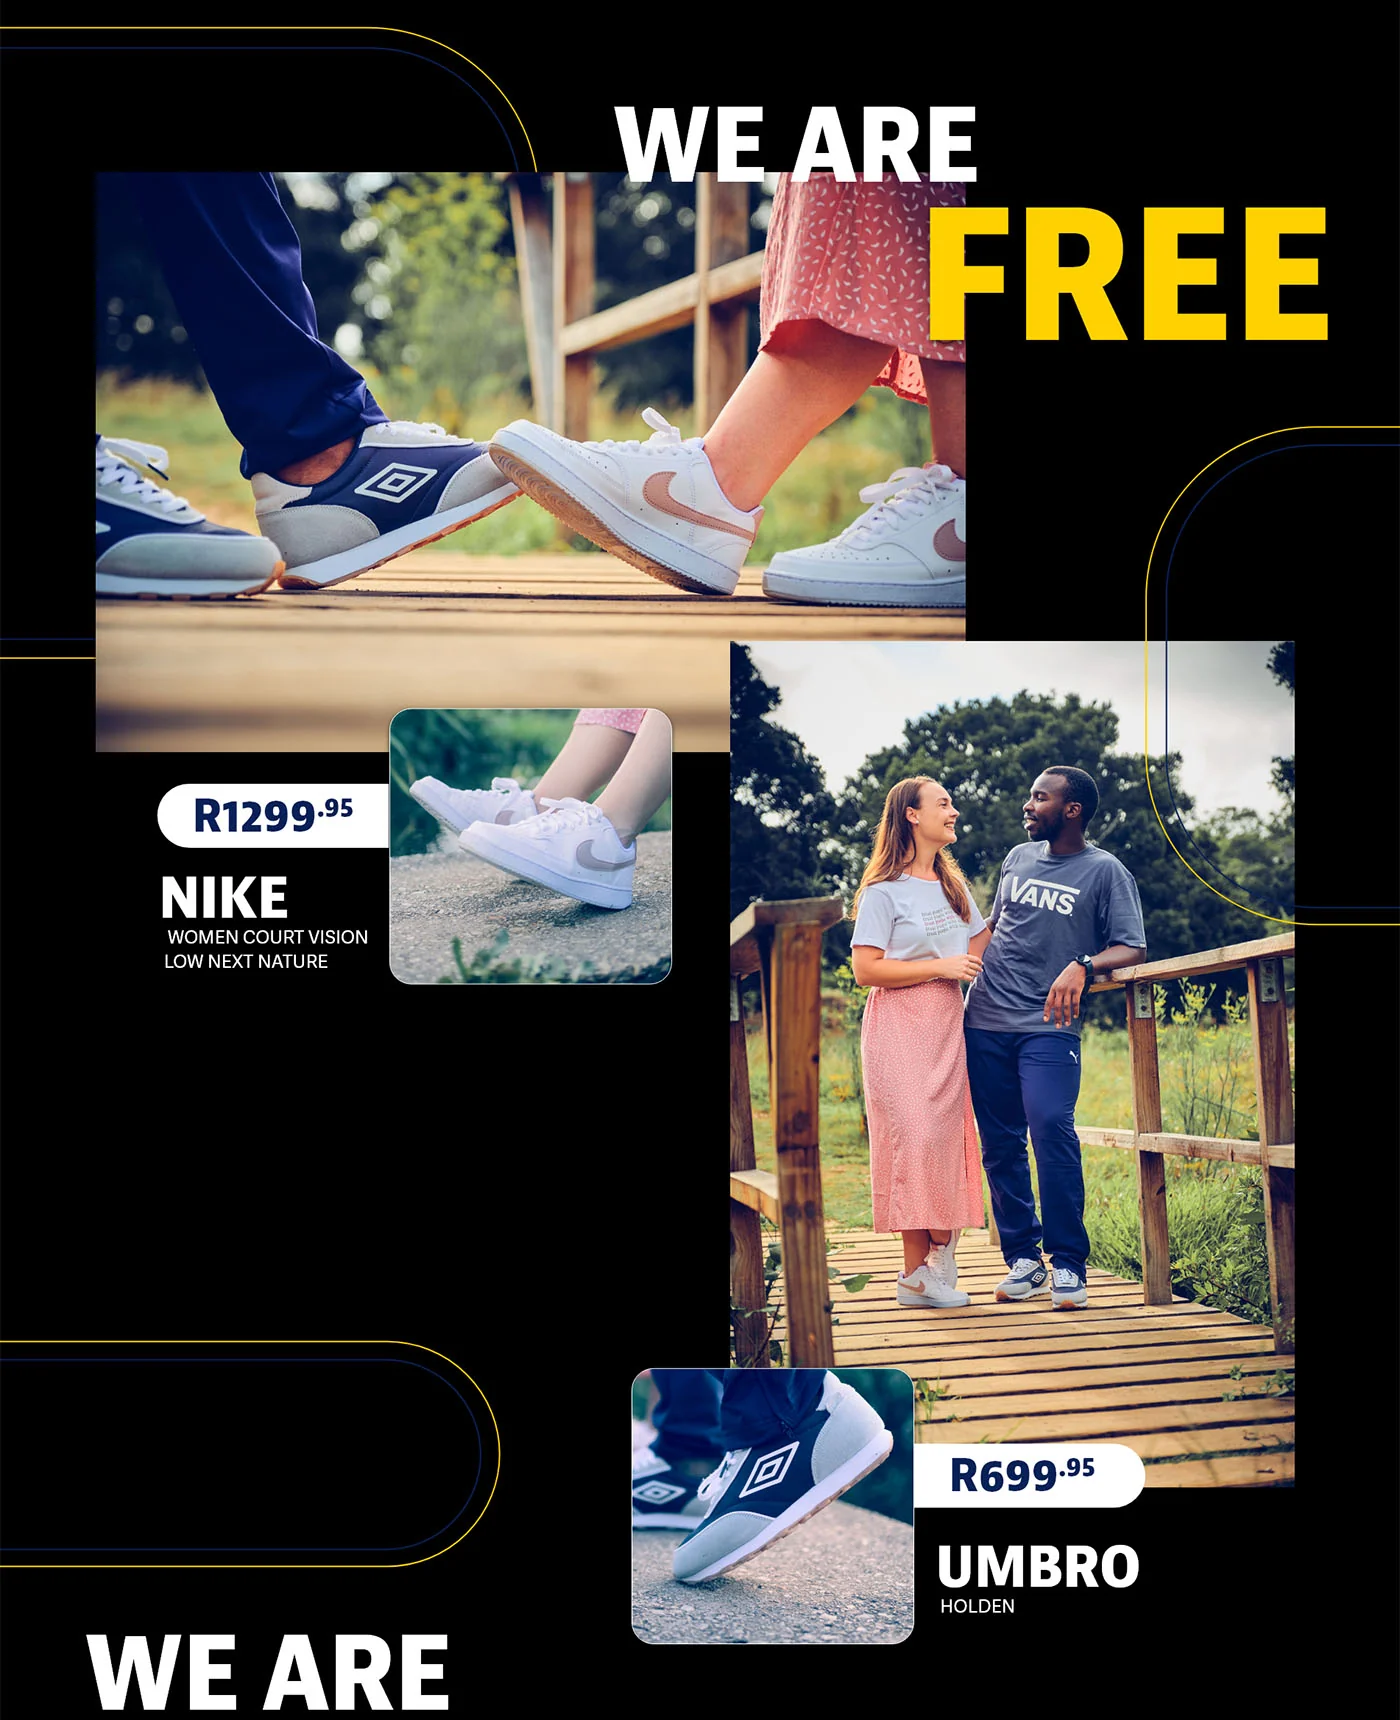 WE ARE
FREE
R1299.95
NIKE
WOMEN COURT VISION
LOW NEXT NATURE
VANS
R699.95
UMBRO
HOLDEN
WE ARE